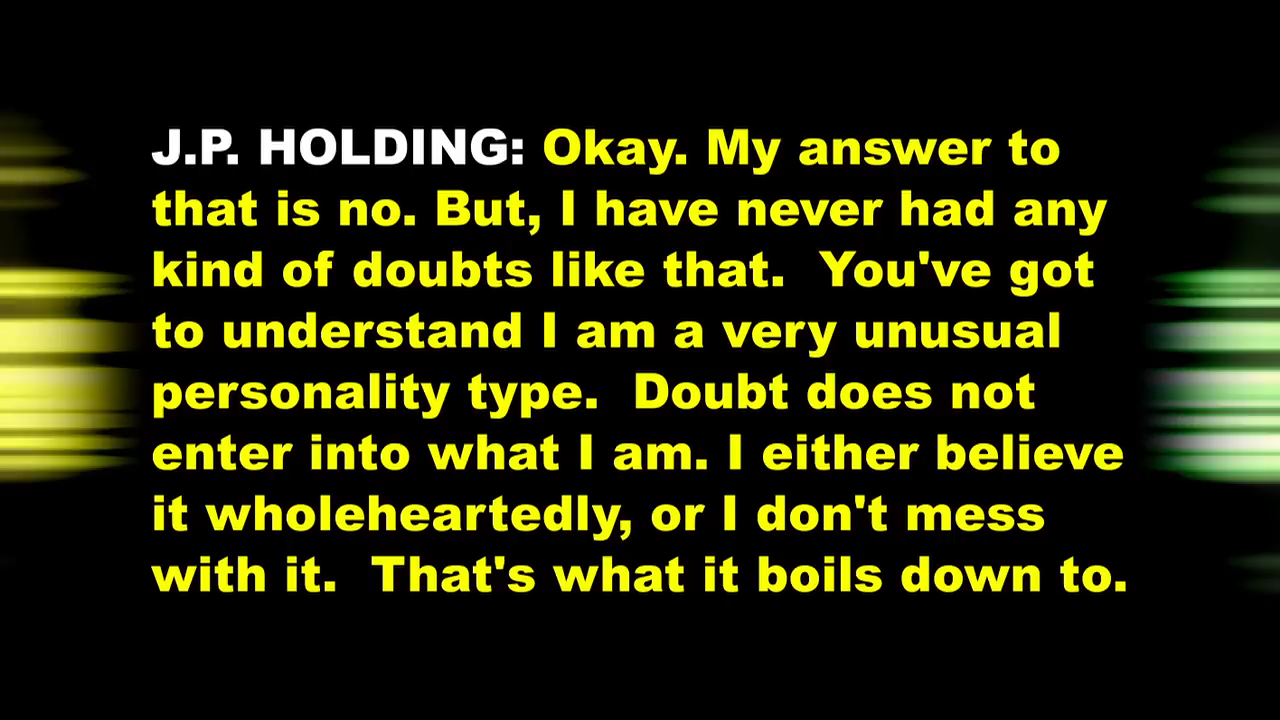 J.P. HOLDING: Okay. My answer to
that is no. But, I have never had any
kind of doubts like that.  You've got
to understand I am a very unusual
personality type.  Doubt does not
enter into what I am. I either believe
it wholeheartedly, or I don't mess
with it.  That's what it boils down to.